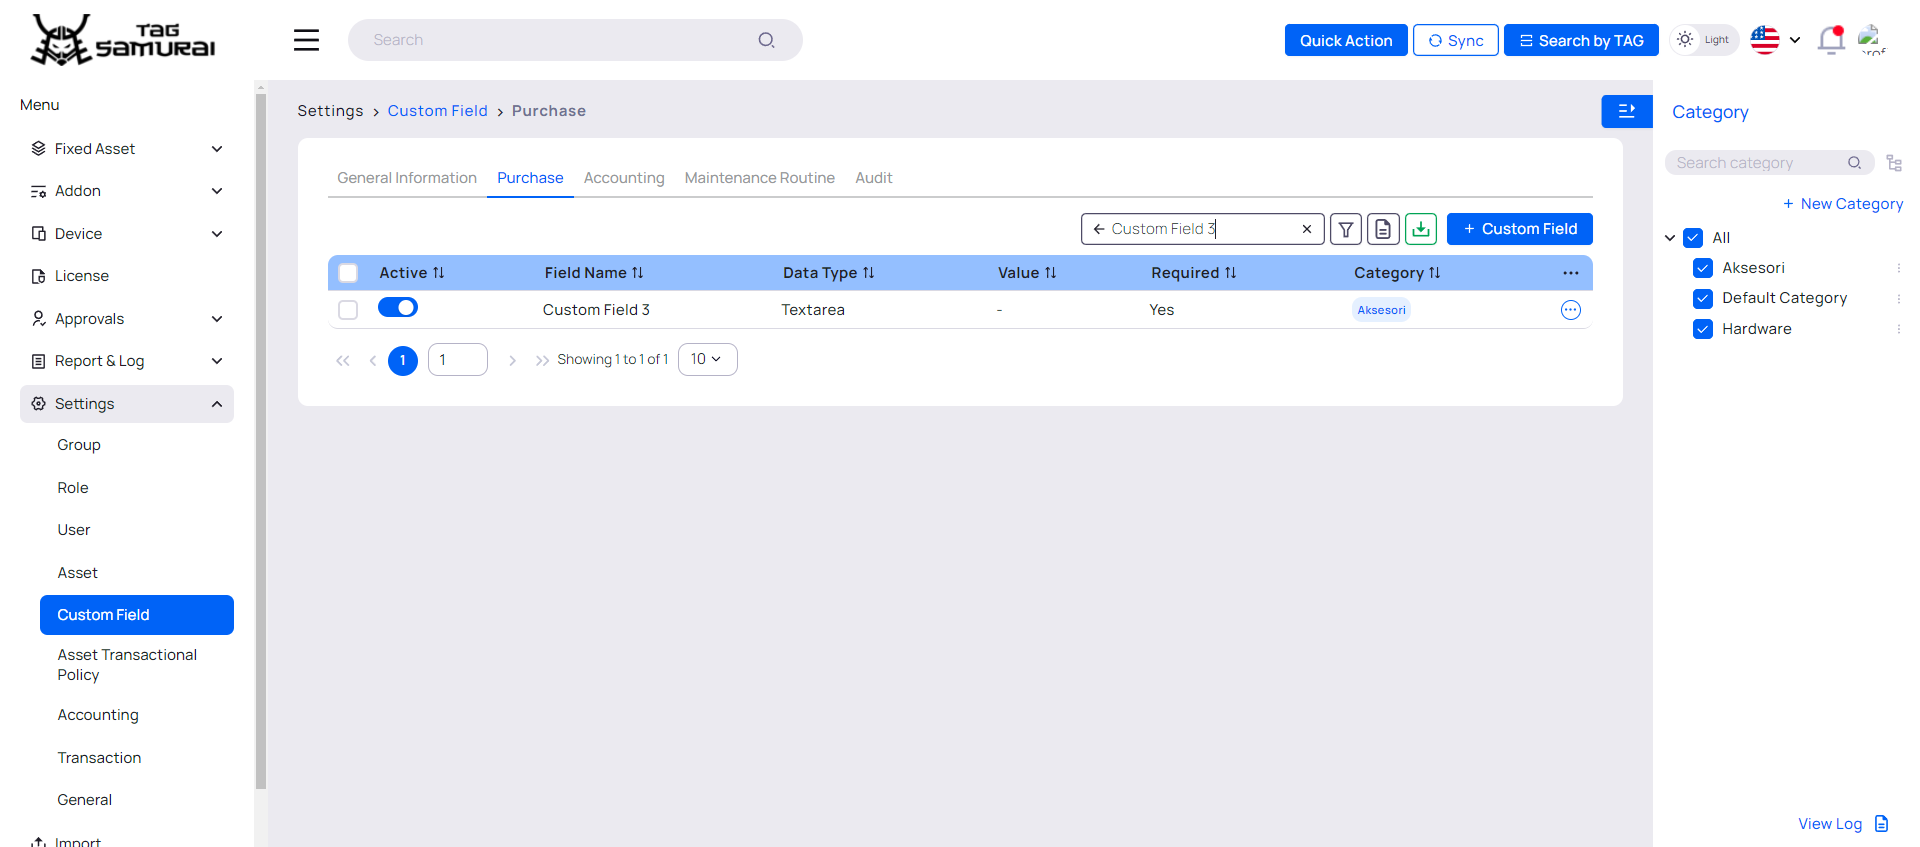 TAG
SAMURAI
Search
Quick Action
Sync
Search by TAG
Light
prof
Menu
Fixed Asset
Addon
Device
License
Approvals
Report & Log
Settings
Group
Role
User
Asset
Custom Field
Asset Transactional
Policy
Accounting
Transaction
General
Import
Settings > Custom Field > Purchase
General Information
Purchase
Accounting
Maintenance Routine
Audit
Custom Field 3
+ Custom Field
Active
Field Name
Data Type
Value
Required
Category
Custom Field 3
Textarea
-
Yes
Aksesori
1
1
Showing 1 to 1 of 1
10
Category
Search category
+ New Category
All
Aksesori
Default Category
Hardware
View Log